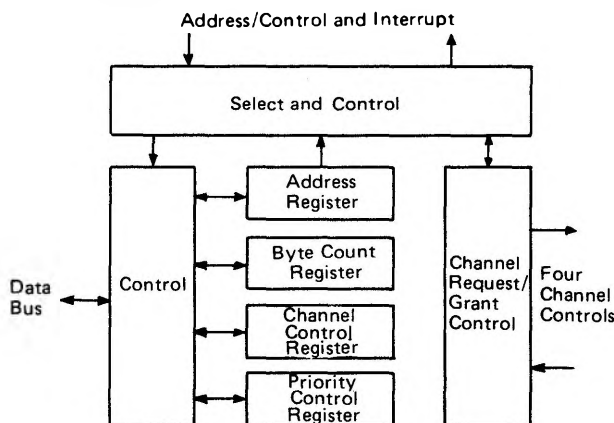 Address/Control and Interrupt
Select and Control
Address
Register
Byte Count
Register
Channel
Control
Register
Priority
Control
Register
Control
Data
Bus
Channel
Request/
Grant
Control
Four
Channel
Controls